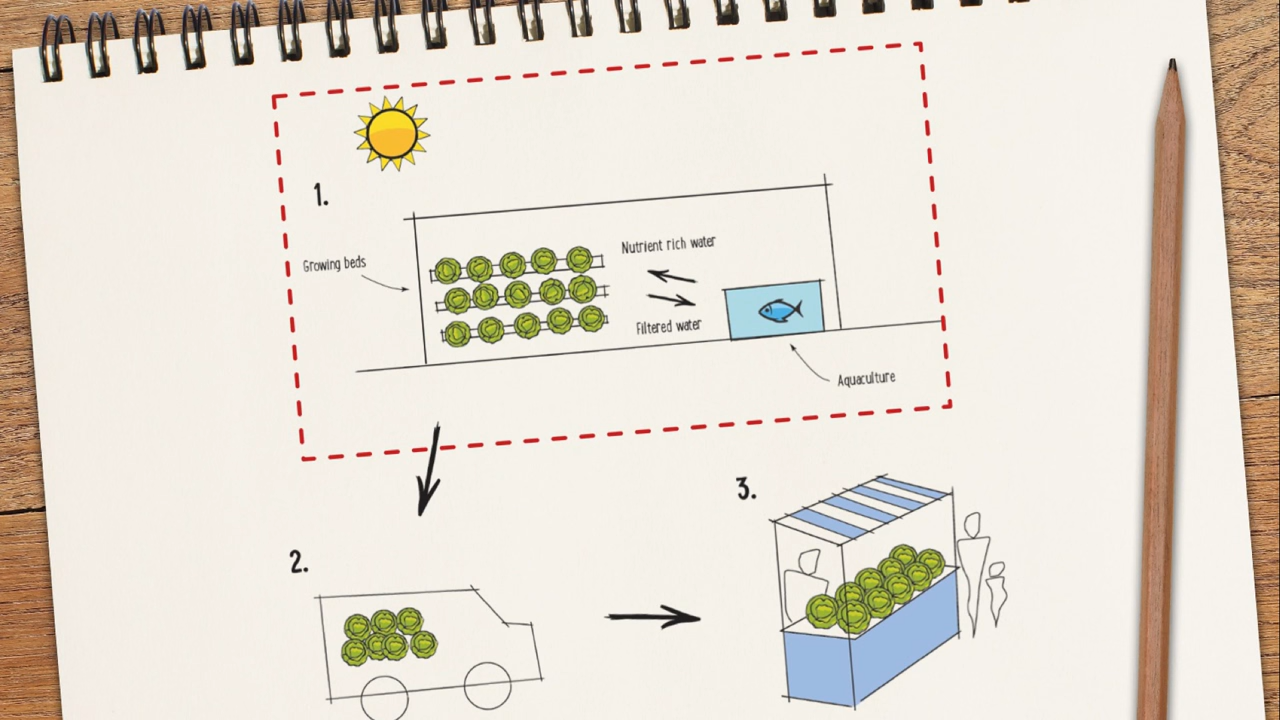 1.
Growing beds
Nutrient rich water
Filtered water
Aquaculture
2.
3.